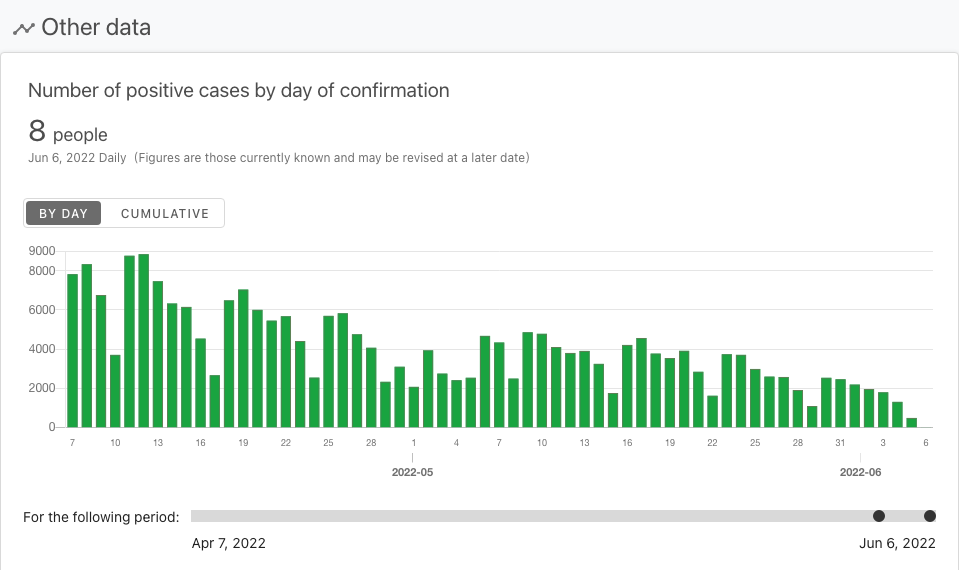 Other data
Number of positive cases by day of confirmation
8 people
Jun 6, 2022 Daily (Figures are those currently known and may be revised at a later date)
BY DAY CUMULATIVE
9000
8000
6000
4000
2000
0
7 10 13 16 19 22 25 28 1 4 7 10 13 16 19 22 25 28 31 3 6
2022-05 2022-06
For the following period:
Apr 7, 2022 Jun 6, 2022